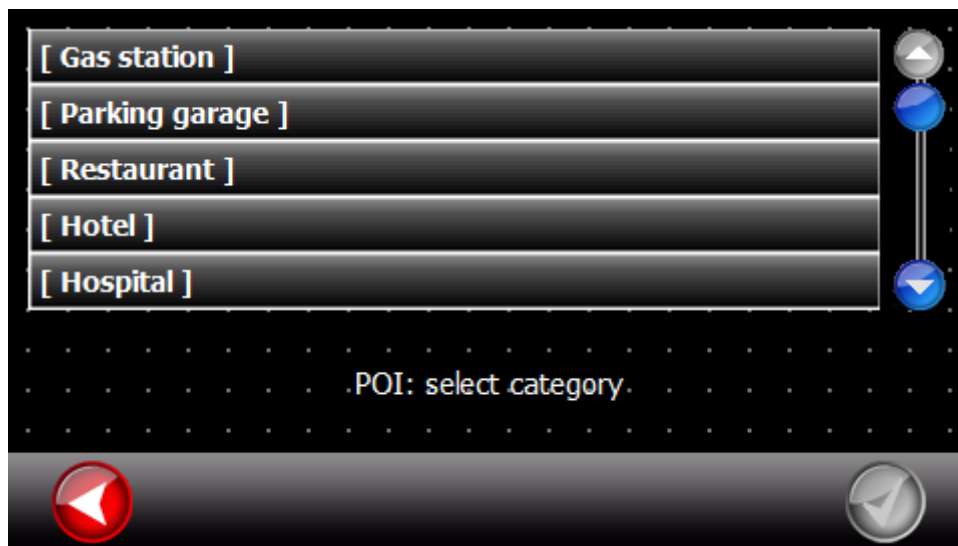 [ Gas station ]
[ Parking garage ]
[ Restaurant ]
[ Hotel ]
[ Hospital ]
POI: select category